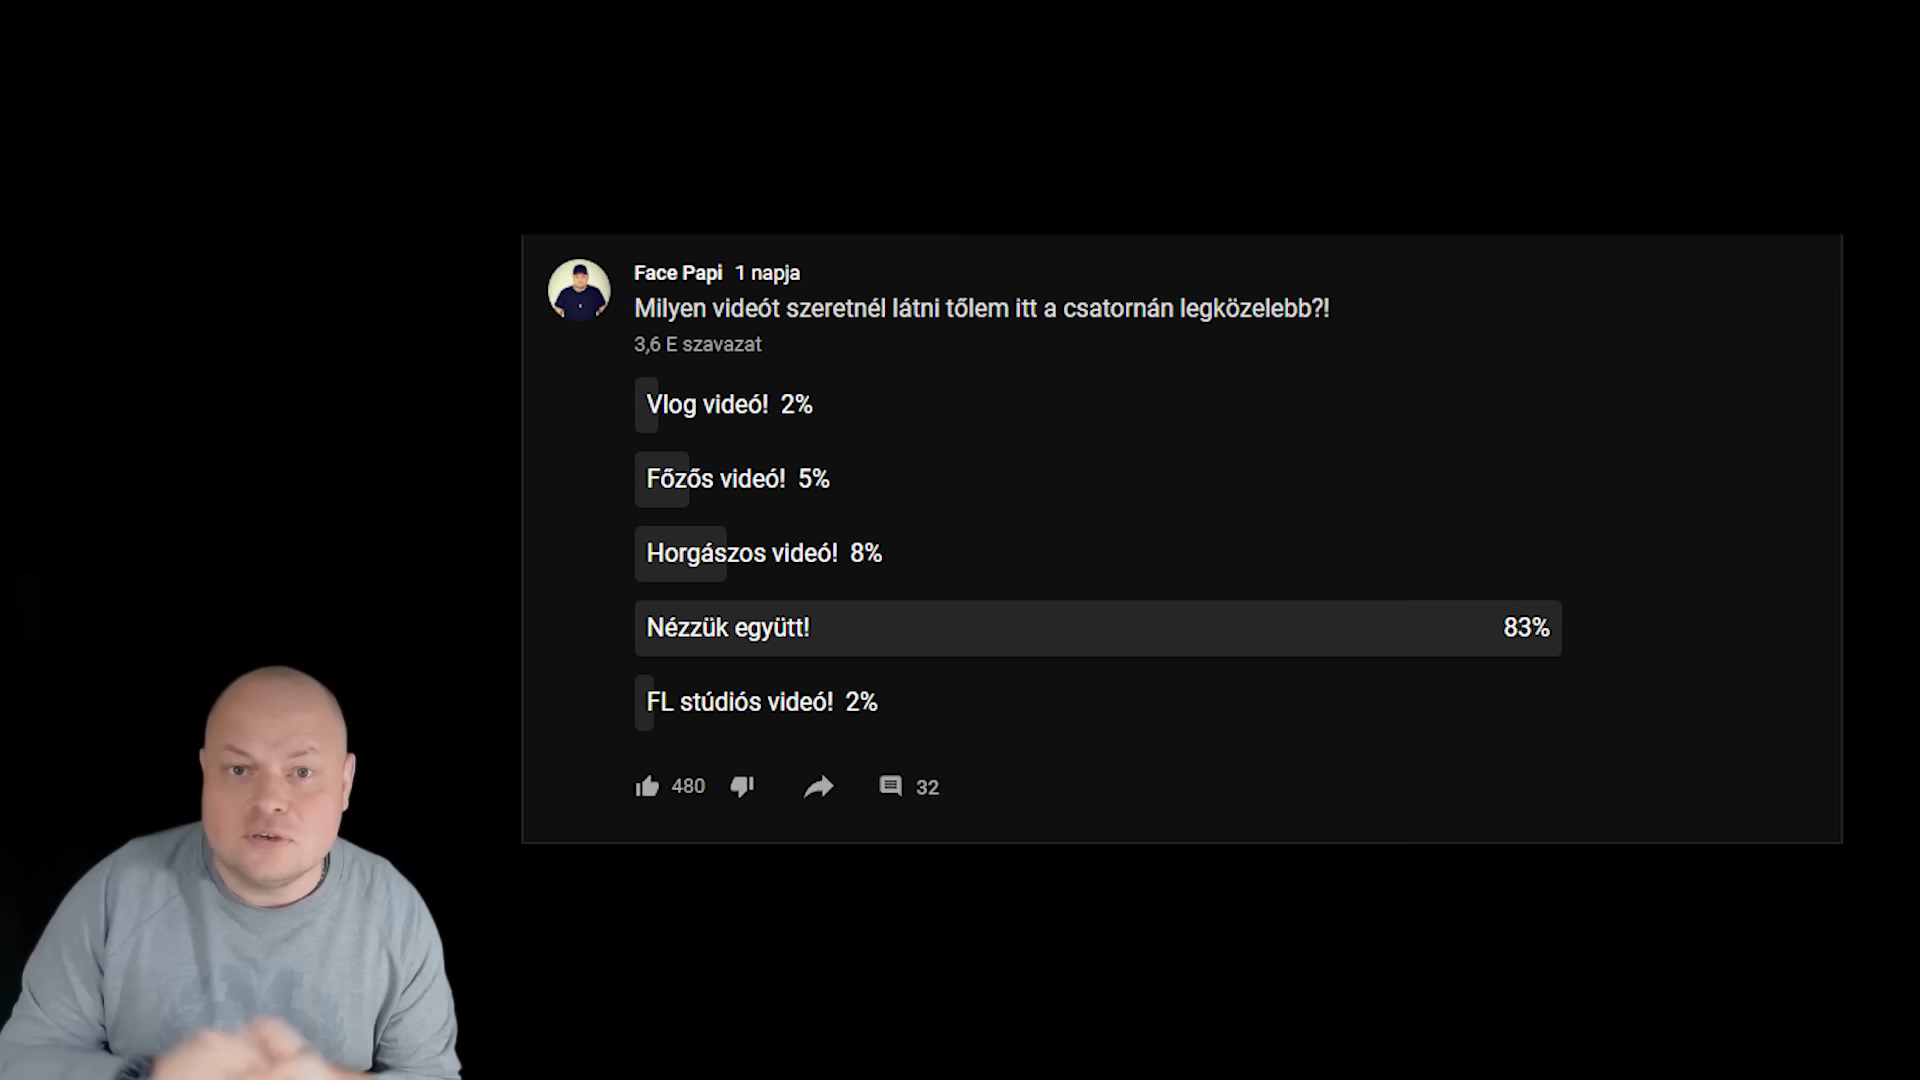 Face Papi 1 napja
Milyen videót szeretnél látni tőlem itt a csatornán legközelebb?!
3,6 E szavazat
Vlog videó! 2%
Főzős videó! 5%
Horgászos videó! 8%
Nézzük együtt! 83%
FL stúdiós videó! 2%
480 32